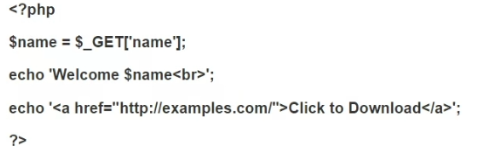 <?php
$name = $_GET['name'];
echo 'Welcome $name<br>';
echo '<a href="http://examples.com/">Click to Download</a>';
?>